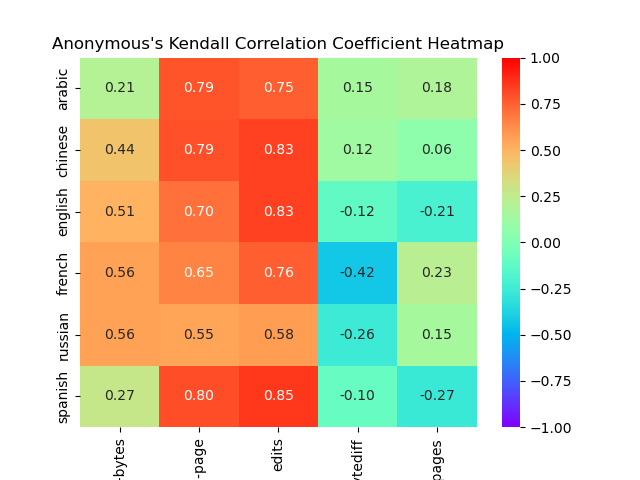 Anonymous's Kendall Correlation Coefficient Heatmap
arabic 0.21 0.79 0.75 0.15 0.18
chinese 0.44 0.79 0.83 0.12 0.06
english 0.51 0.70 0.83 -0.12 -0.21
french 0.56 0.65 0.76 -0.42 0.23
russian 0.56 0.55 0.58 -0.26 0.15
spanish 0.27 0.80 0.85 -0.10 -0.27
-bytes -page edits ytediff pages
1.00
0.75
0.50
0.25
0.00
−0.25
−0.50
−0.75
−1.00